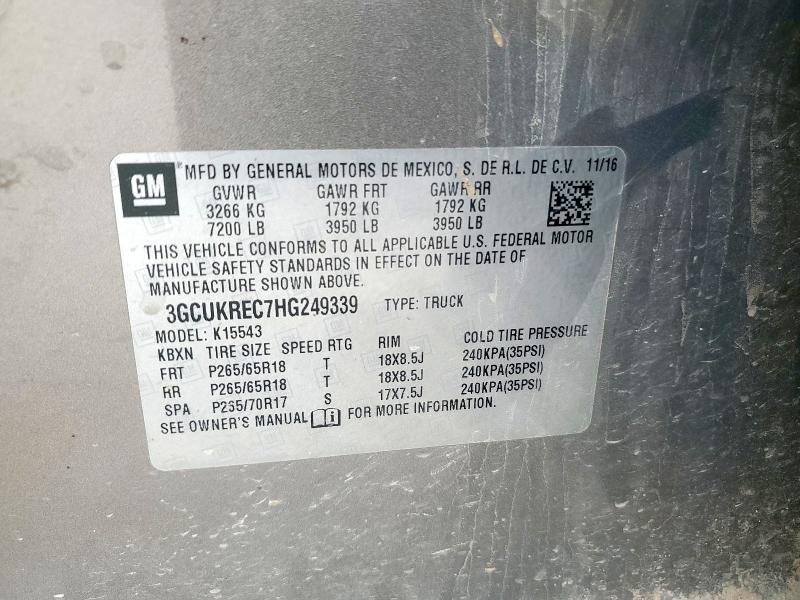 GM MFD BY GENERAL MOTORS DE MEXICO, S. DE R.L. DE C.V. 11/16
GVWR GAWR FRT GAWR RR
3266 KG 1792 KG 1792 KG
7200 LB 3950 LB 3950 LB
THIS VEHICLE CONFORMS TO ALL APPLICABLE U.S. FEDERAL MOTOR
VEHICLE SAFETY STANDARDS IN EFFECT ON THE DATE OF
MANUFACTURE SHOWN ABOVE.
3GCUKREC7HG249339 TYPE: TRUCK
MODEL: K15543
KBXN TIRE SIZE SPEED RTG RIM COLD TIRE PRESSURE
FRT P265/65R18 T 18X8.5J 240KPA(35PSI)
RR P265/65R18 T 18X8.5J 240KPA(35PSI)
SPA P265/70R17 S 17X7.5J 240KPA(35PSI)
SEE OWNER'S MANUAL FOR MORE INFORMATION.